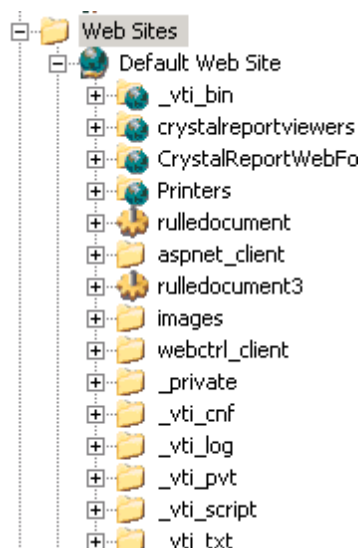 Web Sites
Default Web Site
_vti_bin
crystalreportviewers
CrystalReportWebFo
Printers
rulledocument
aspnet_client
rulledocument3
images
webctrl_client
_private
_vti_cnf
_vti_log
_vti_pvt
_vti_script
_vti_txt